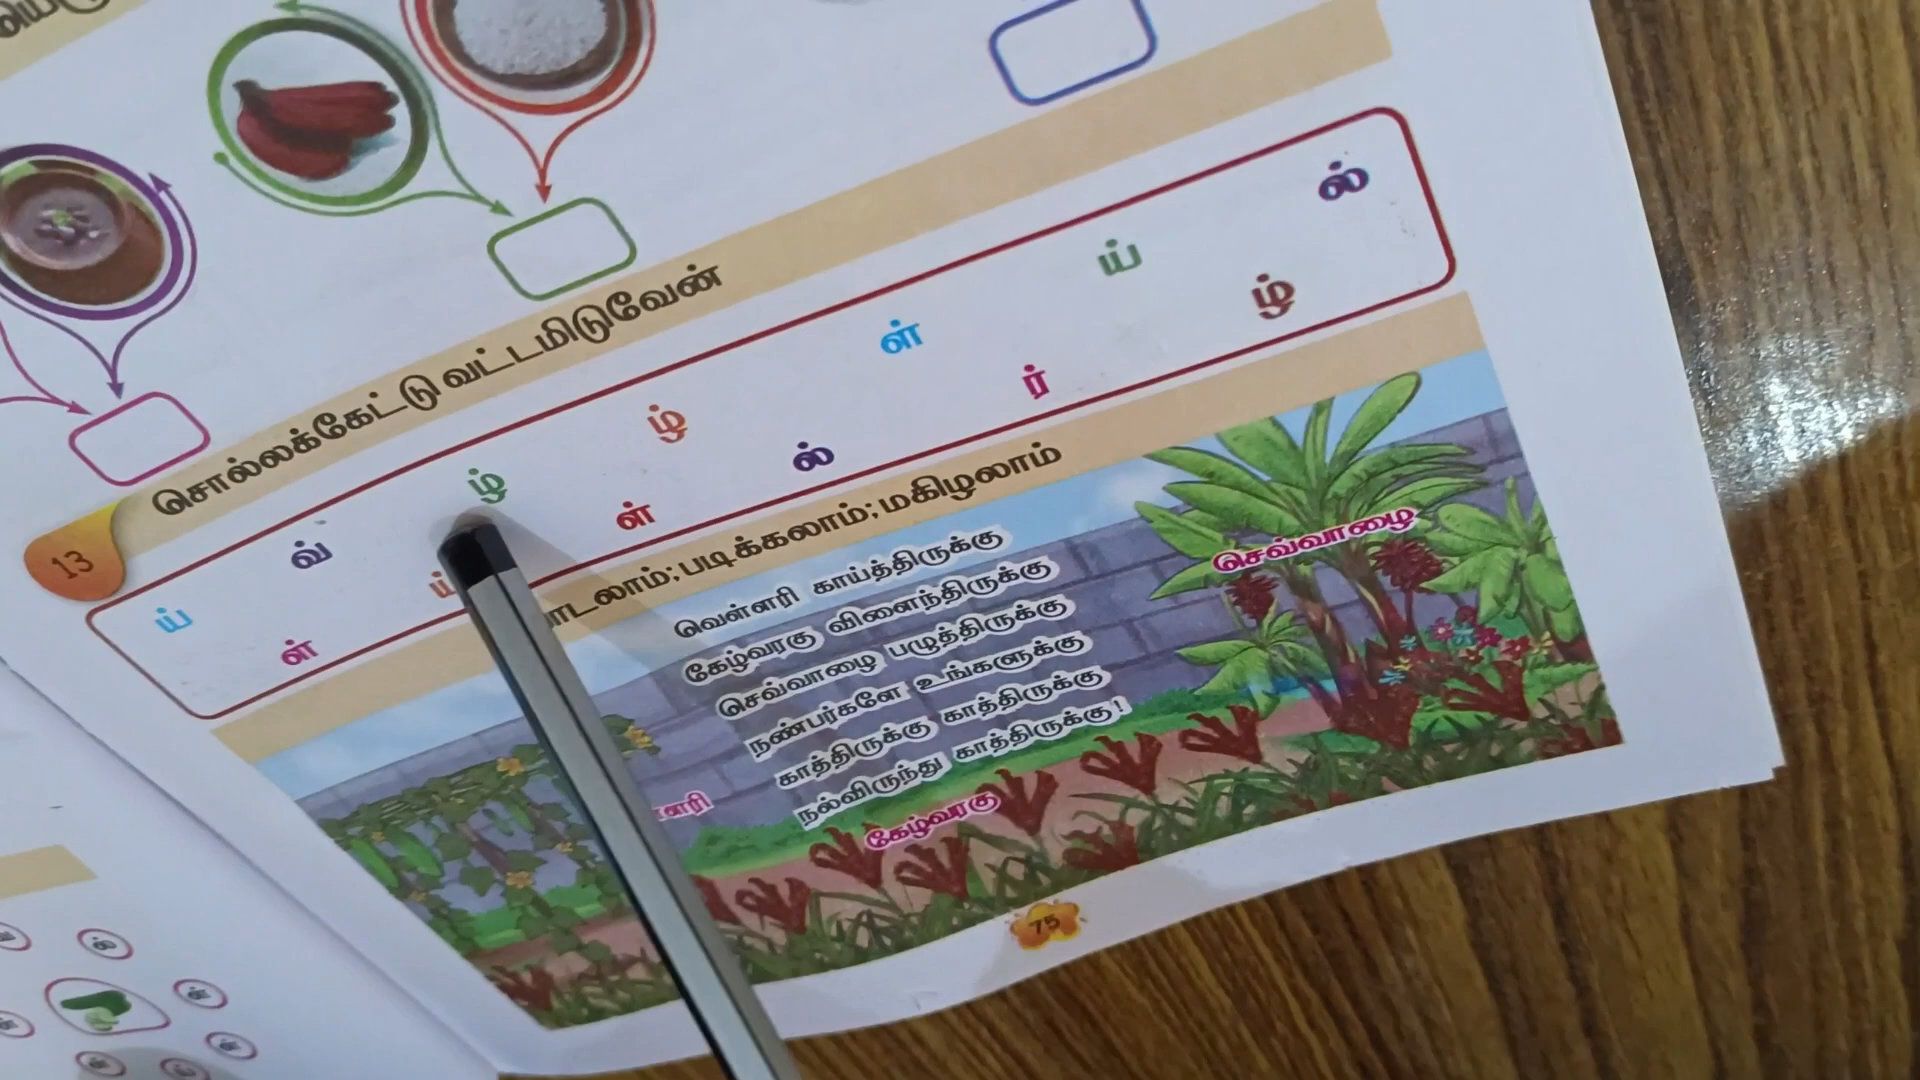 13 சொல்லக்கேட்டு வட்டமிடுவேன்
ய் வ் ழ் ழ் ள் ய் ல்
ள் ய் ள் ல் ர் ழ்
படிக்கலாம்; மகிழலாம்
வெள்ளரி காய்த்திருக்கு
கேழ்வரகு விளைந்திருக்கு
செவ்வாழை பழுத்திருக்கு
நண்பர்களே உங்களுக்கு
காத்திருக்கு காத்திருக்கு
நல்விருந்து காத்திருக்கு!
செவ்வாழை
கேழ்வரகு
75